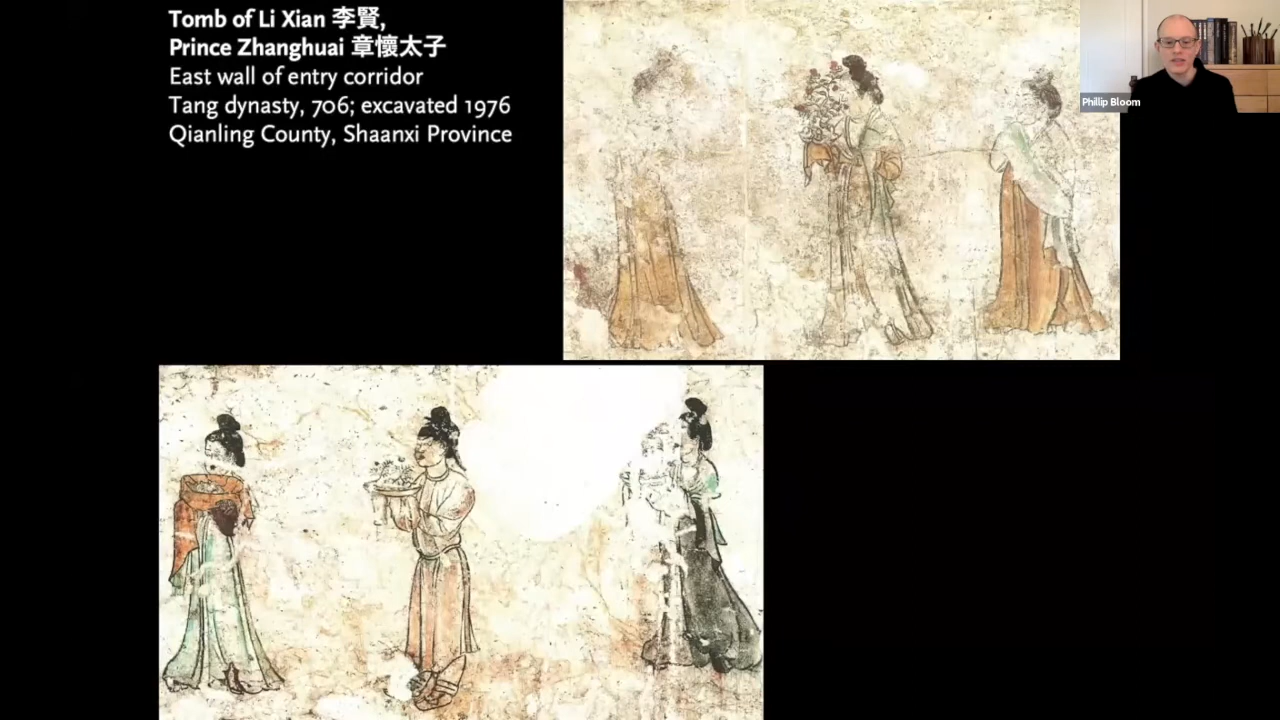 Tomb of Li Xian 李賢,
Prince Zhanghuai 章懷太子
East wall of entry corridor
Tang dynasty, 706; excavated 1976
Qianling County, Shaanxi Province
Phillip Bloom